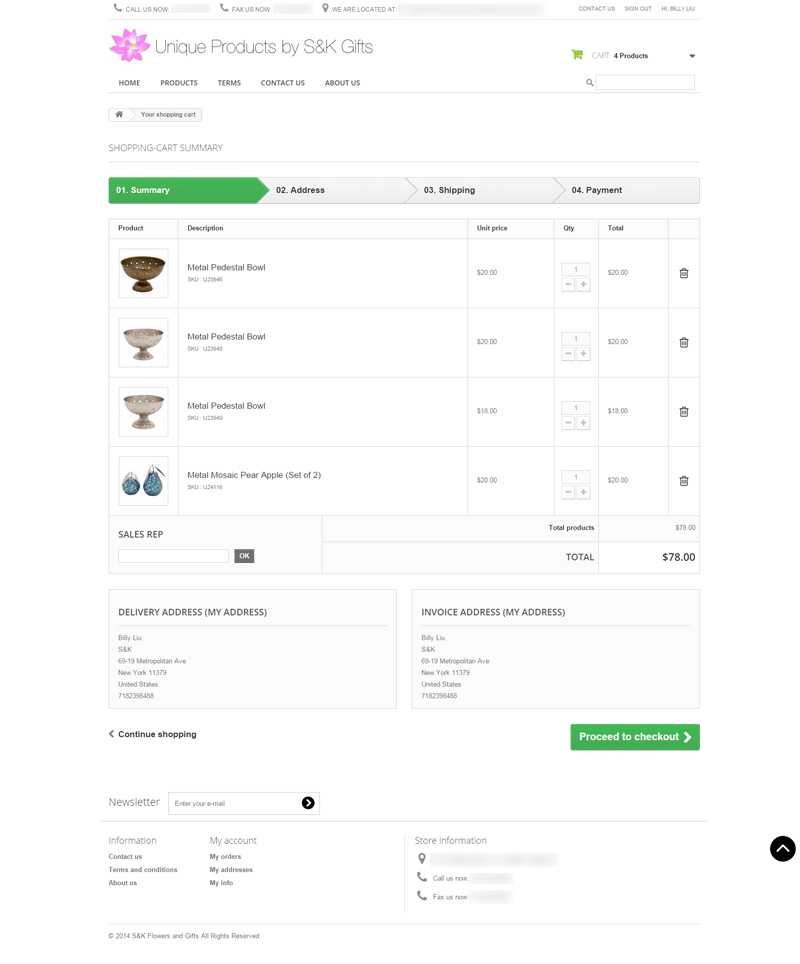 CALL US NOW: FAX US NOW: WE ARE LOCATED AT: CONTACT US SIGN OUT HI, BILLY LIU
Unique Products by S&K Gifts
CART 4 Products
HOME PRODUCTS TERMS CONTACT US ABOUT US
Your shopping cart
SHOPPING-CART SUMMARY
01. Summary 02. Address 03. Shipping 04. Payment
Product Description Unit price Qty Total
Metal Pedestal Bowl
SKU : U23946
$20.00 1 $20.00
Metal Pedestal Bowl
SKU : U23948
$20.00 1 $20.00
Metal Pedestal Bowl
SKU : U23949
$18.00 1 $18.00
Metal Mosaic Pear Apple (Set of 2)
SKU : U24116
$20.00 1 $20.00
Total products $78.00
SALES REP
OK
TOTAL $78.00
DELIVERY ADDRESS (MY ADDRESS)
Billy Liu
S&K
69-19 Metropolitan Ave
New York 11379
United States
7182398488
INVOICE ADDRESS (MY ADDRESS)
Billy Liu
S&K
69-19 Metropolitan Ave
New York 11379
United States
7182398488
Continue shopping
Proceed to checkout
Newsletter Enter your e-mail
Information
Contact us
Terms and conditions
About us
My account
My orders
My addresses
My info
Store Information
Call us now:
Fax us now:
© 2014 S&K Flowers and Gifts All Rights Reserved